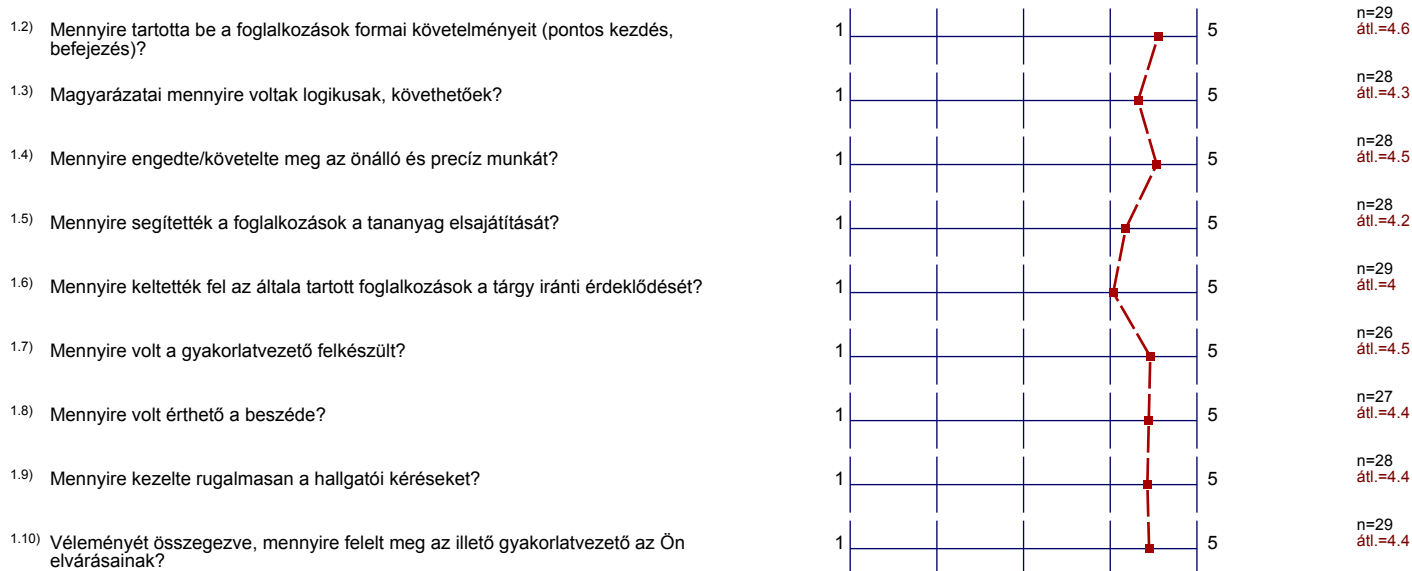 1.2) Mennyire tartotta be a foglalkozások formai követelményeit (pontos kezdés,
befejezés)?
1 5
n=29
átl.=4.6
1.3) Magyarázatai mennyire voltak logikusak, követhetőek?
1 5
n=28
átl.=4.3
1.4) Mennyire engedte/követelte meg az önálló és precíz munkát?
1 5
n=28
átl.=4.5
1.5) Mennyire segítették a foglalkozások a tananyag elsajátítását?
1 5
n=28
átl.=4.2
1.6) Mennyire keltették fel az általa tartott foglalkozások a tárgy iránti érdeklődését?
1 5
n=29
átl.=4
1.7) Mennyire volt a gyakorlatvezető felkészült?
1 5
n=26
átl.=4.5
1.8) Mennyire volt érthető a beszéde?
1 5
n=27
átl.=4.4
1.9) Mennyire kezelte rugalmasan a hallgatói kéréseket?
1 5
n=28
átl.=4.4
1.10) Véleményét összegezve, mennyire felelt meg az illető gyakorlatvezető az Ön
elvárásainak?
1 5
n=29
átl.=4.4